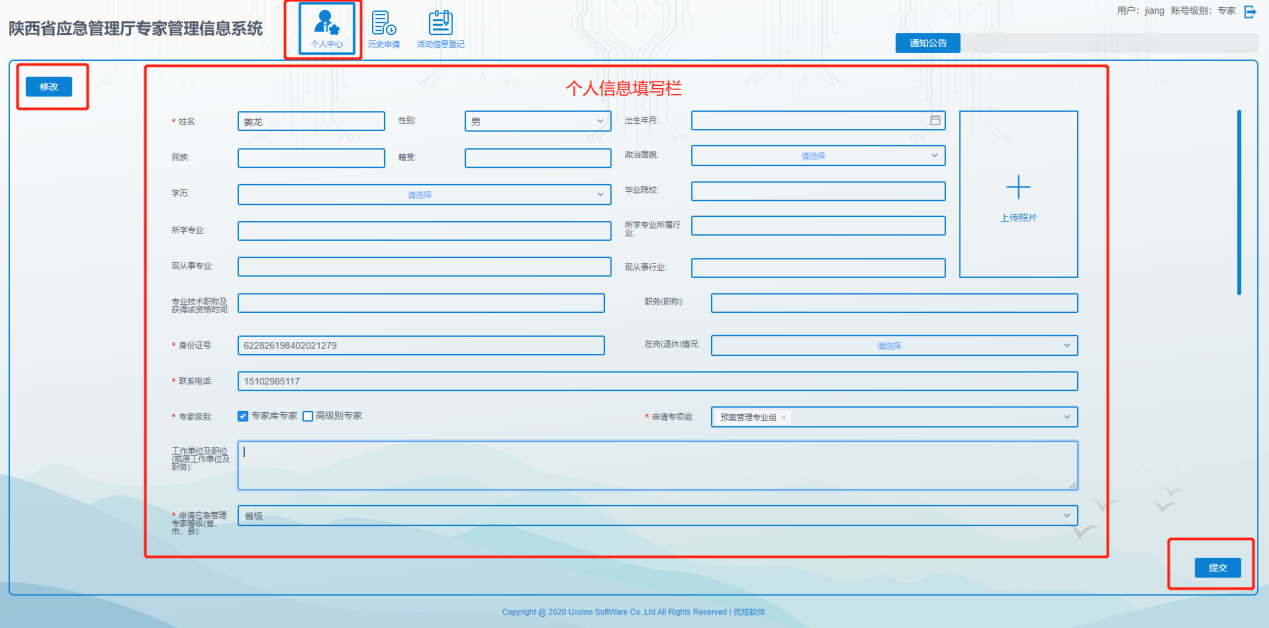 用户: jiang 账号级别: 专家
陕西省应急管理厅专家管理信息系统
个人中心
历史申请
活动信息登记
通知公告
修改
个人信息填写栏
* 姓名: 姜龙 性别: 男 出生年月:
民族: 籍贯: 政治面貌: 请选择
学历: 请选择 毕业院校:
上传照片
所学专业: 所学专业所属行
业:
现从事专业: 现从事行业:
专业技术职称及 职务(职称):
获得该资格时间:
* 身份证号: 622826198402021279 在岗(退休)情况: 请选择
* 联系电话: 15102985117
* 专家级别: 专家库专家 高级别专家 * 申请专项组: 预案管理专业组 ×
工作单位及职位
(或原工作单位及
职务):
* 申请应急管理 省级
专家等级(省、
市、县):
提交
Copyright @ 2020 Uxsino SoftWare Co.,Ltd All Rights Reserved | 优炫软件